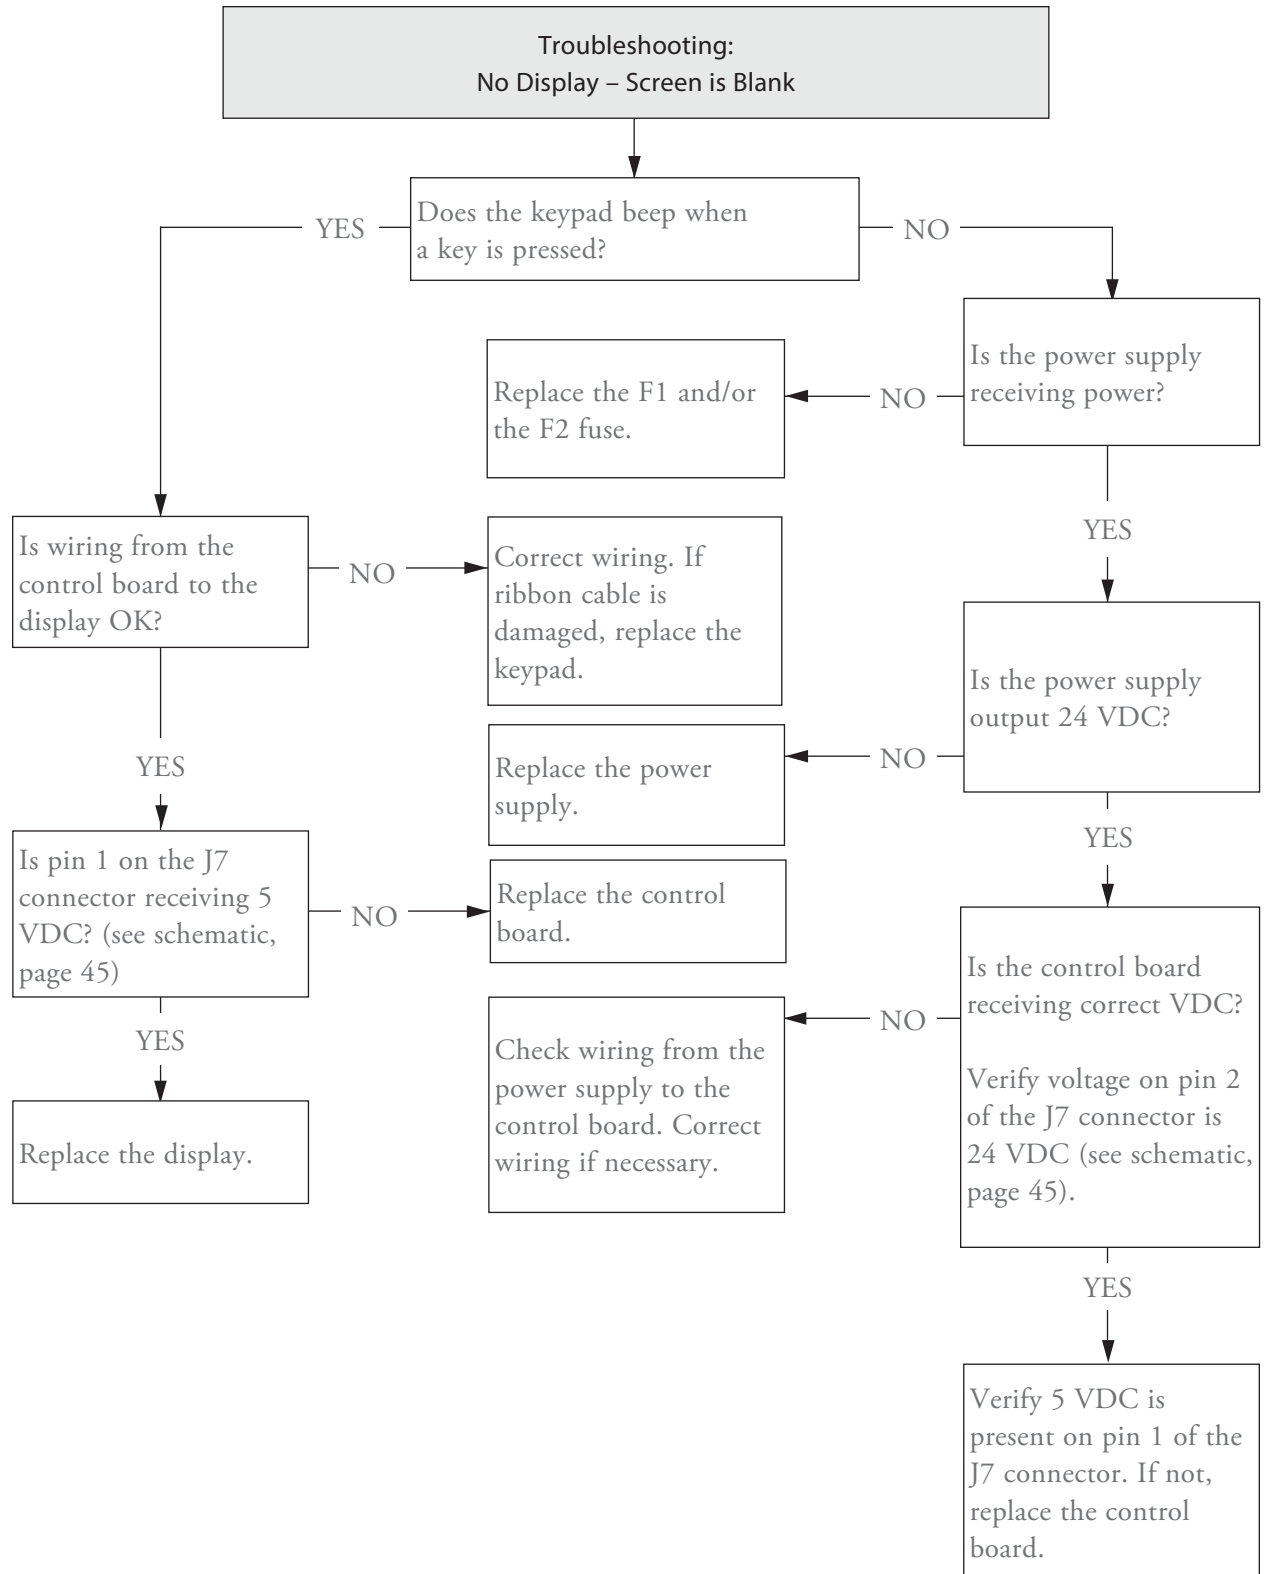 Troubleshooting:
No Display – Screen is Blank
Does the keypad beep when
a key is pressed?
YES
NO
Is the power supply
receiving power?
NO
Replace the F1 and/or
the F2 fuse.
YES
Is wiring from the
control board to the
display OK?
NO
Correct wiring. If
ribbon cable is
damaged, replace the
keypad.
Is the power supply
output 24 VDC?
NO
Replace the power
supply.
YES
YES
Is pin 1 on the J7
connector receiving 5
VDC? (see schematic,
page 45)
NO
Replace the control
board.
Is the control board
receiving correct VDC?
Verify voltage on pin 2
of the J7 connector is
24 VDC (see schematic,
page 45).
NO
Check wiring from the
power supply to the
control board. Correct
wiring if necessary.
YES
Replace the display.
YES
Verify 5 VDC is
present on pin 1 of the
J7 connector. If not,
replace the control
board.